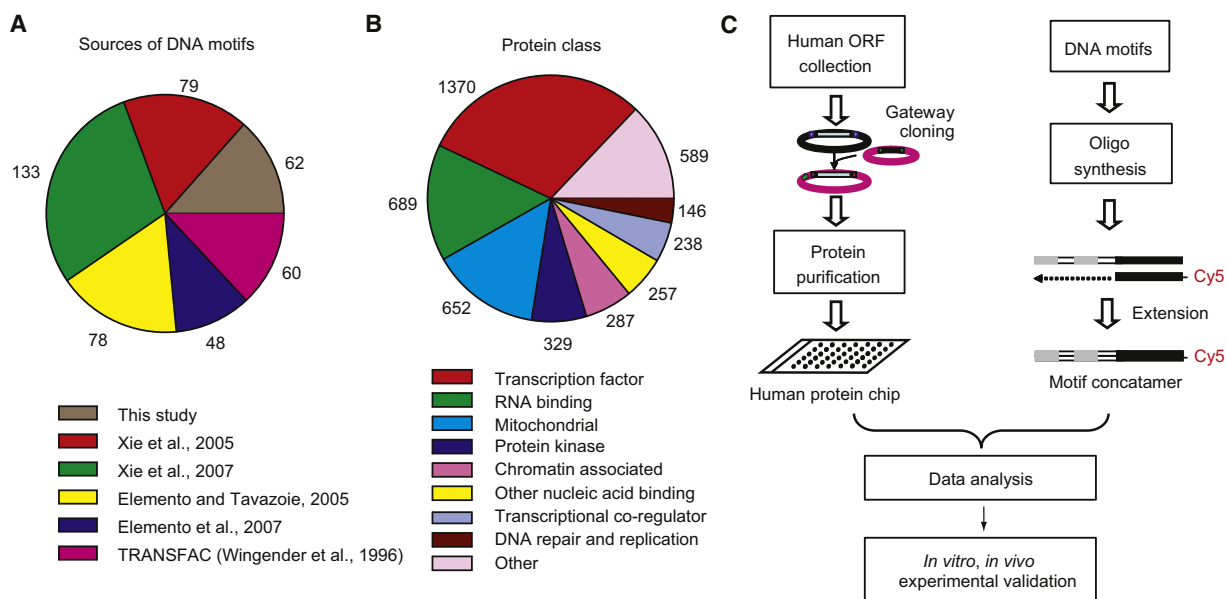 A
Sources of DNA motifs
79
62
133
60
78
48
This study
Xie et al., 2005
Xie et al., 2007
Elemento and Tavazoie, 2005
Elemento et al., 2007
TRANSFAC (Wingender et al., 1996)
B
Protein class
1370
589
689
146
238
652
257
287
329
Transcription factor
RNA binding
Mitochondrial
Protein kinase
Chromatin associated
Other nucleic acid binding
Transcriptional co-regulator
DNA repair and replication
Other
C
Human ORF
collection
Gateway
cloning
Protein
purification
Human protein chip
DNA motifs
Oligo
synthesis
Cy5
Extension
Cy5
Motif concatamer
Data analysis
In vitro, in vivo
experimental validation